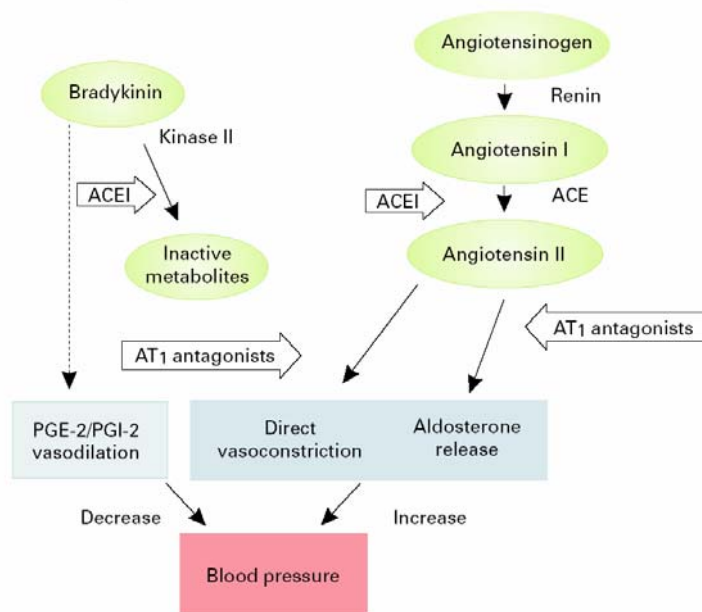 Angiotensinogen
Bradykinin
Renin
Kinase II
Angiotensin I
ACEI
ACEI
ACE
Inactive
metabolites
Angiotensin II
AT1 antagonists
AT1 antagonists
PGE-2/PGI-2
vasodilation
Direct
vasoconstriction
Aldosterone
release
Decrease
Increase
Blood pressure